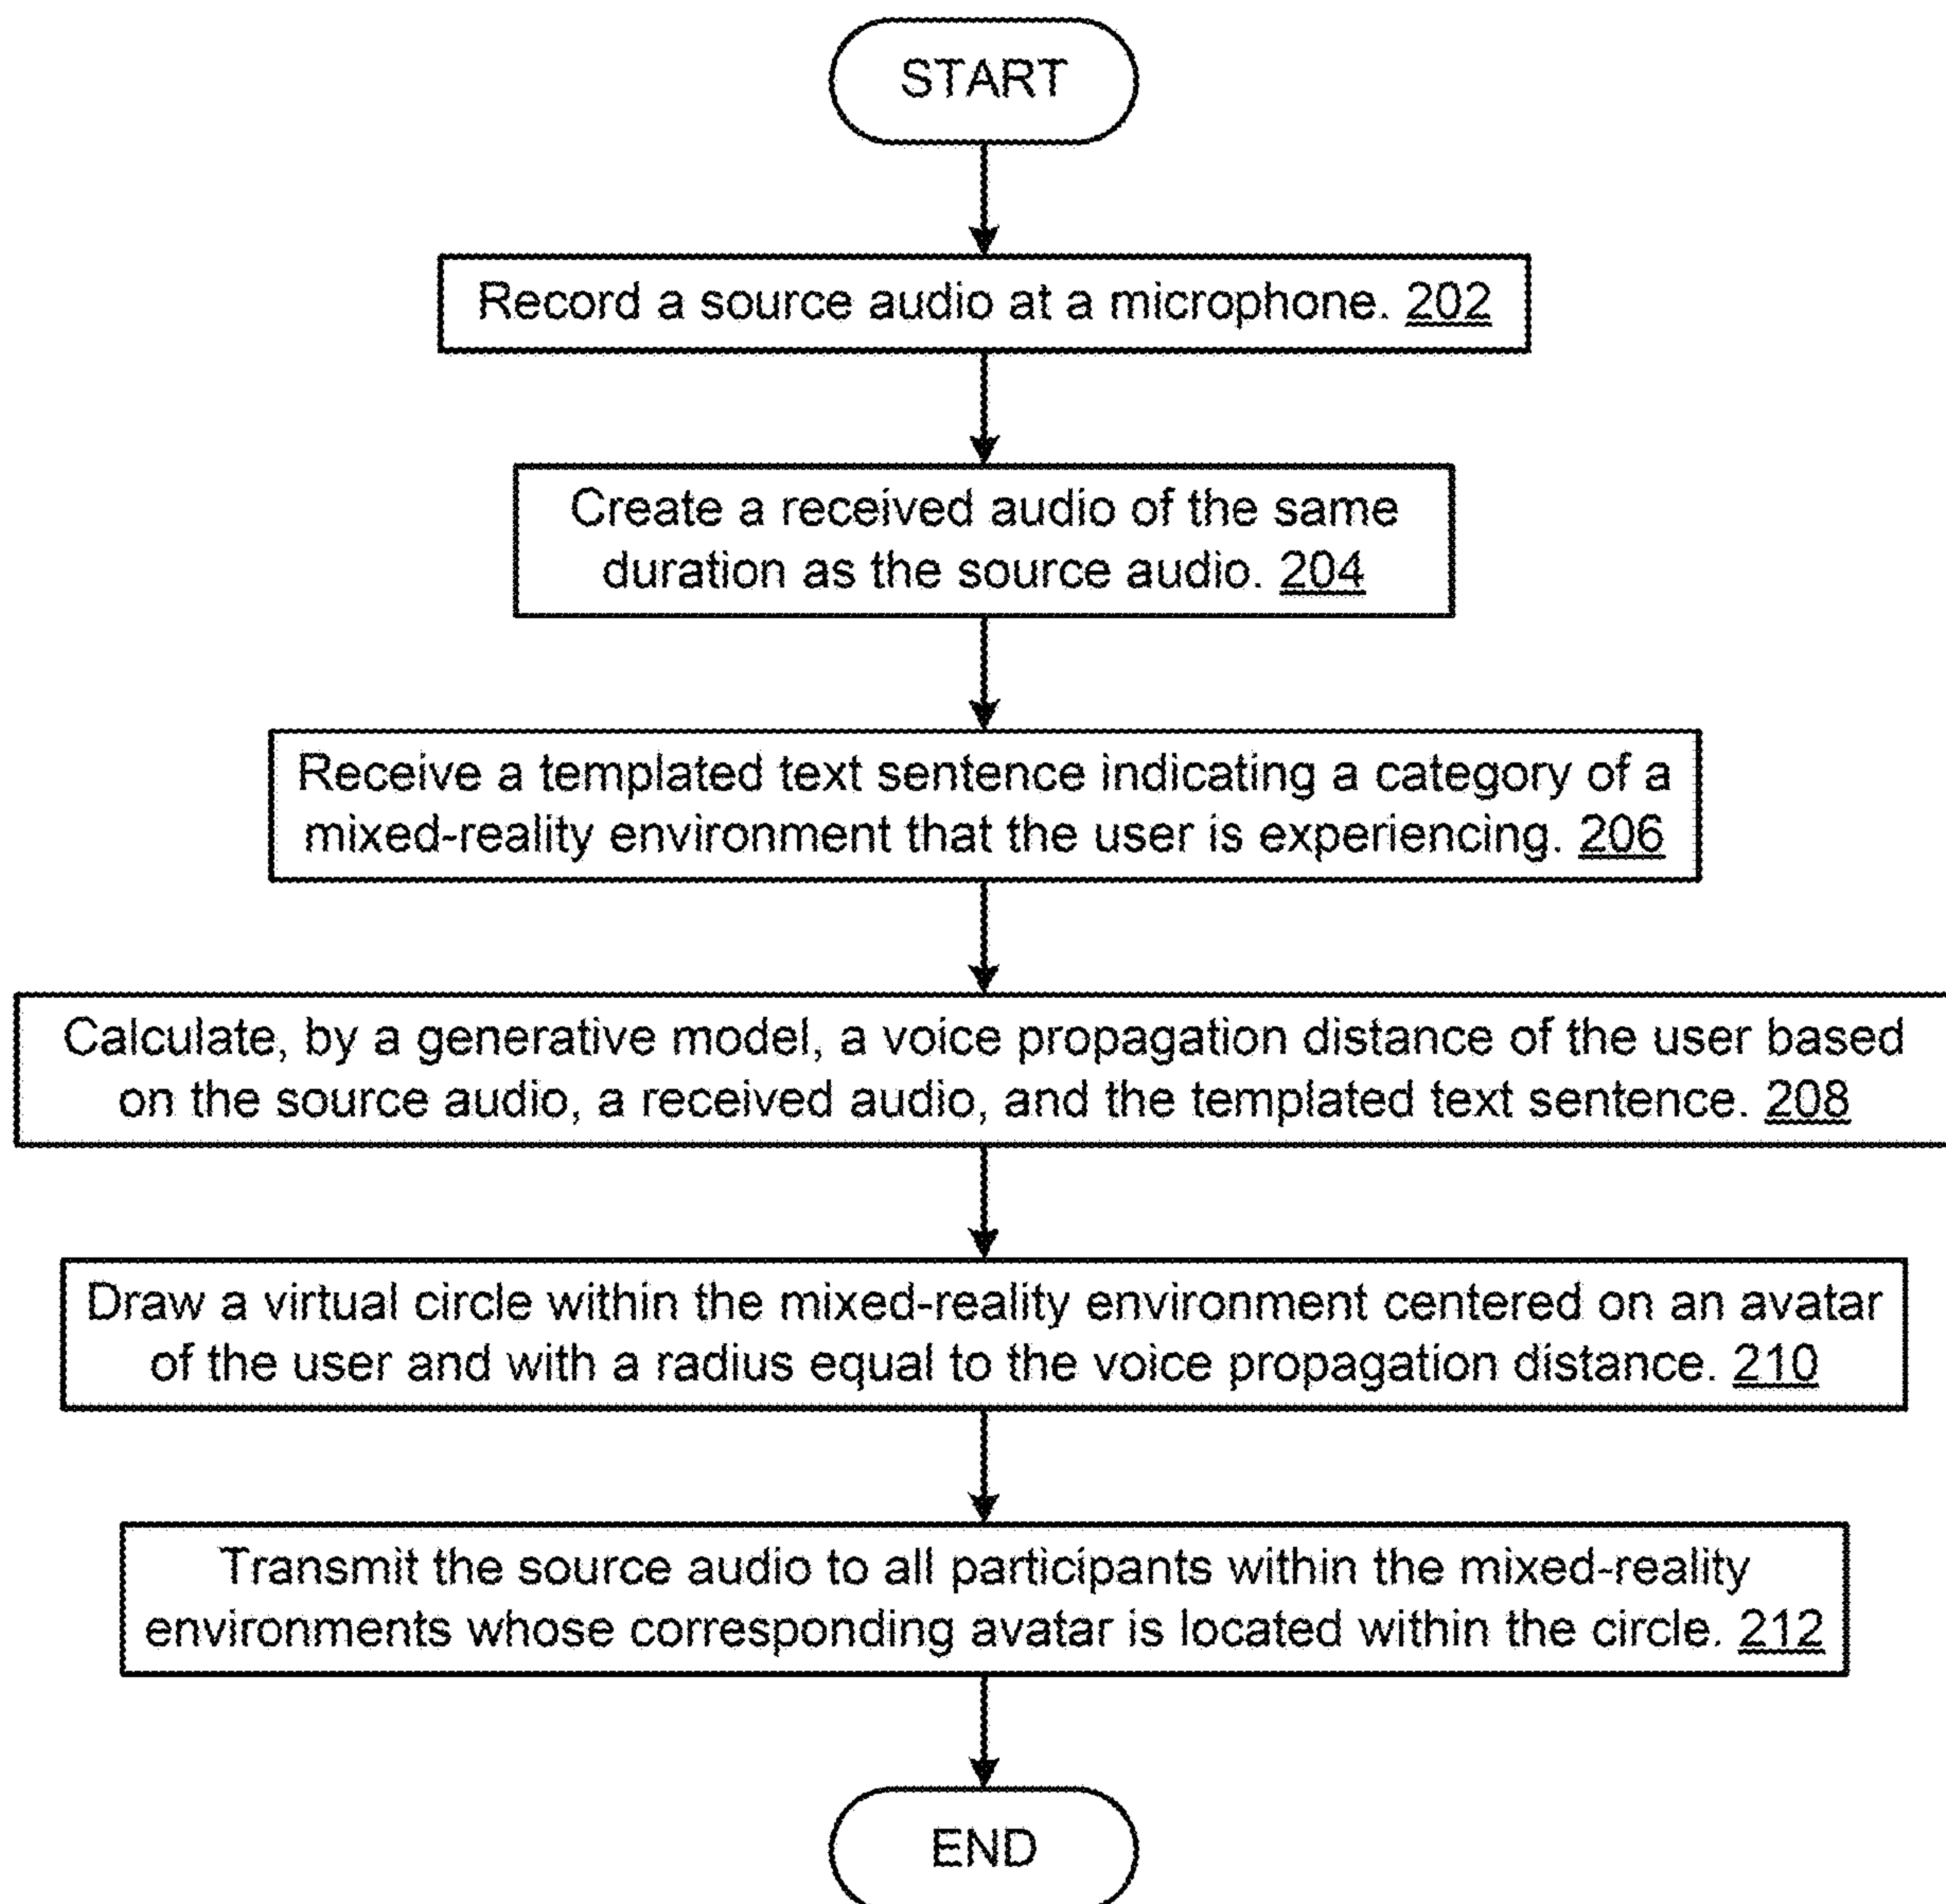 START
Record a source audio at a microphone. 202
Create a received audio of the same
duration as the source audio. 204
Receive a templated text sentence indicating a category of a
mixed-reality environment that the user is experiencing. 206
Calculate, by a generative model, a voice propagation distance of the user based
on the source audio, a received audio, and the templated text sentence. 208
Draw a virtual circle within the mixed-reality environment centered on an avatar
of the user and with a radius equal to the voice propagation distance. 210
Transmit the source audio to all participants within the mixed-reality
environments whose corresponding avatar is located within the circle. 212
END